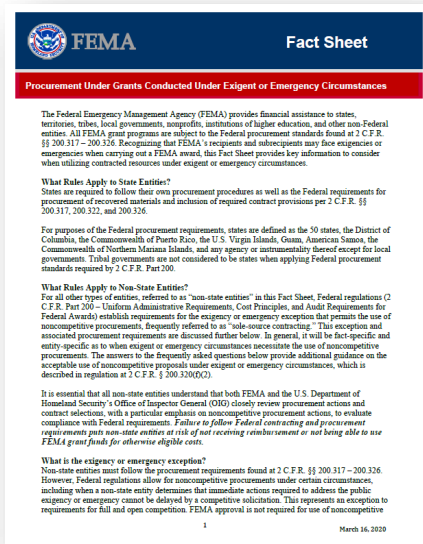 FEMA
Fact Sheet
Procurement Under Grants Conducted Under Exigent or Emergency Circumstances
The Federal Emergency Management Agency (FEMA) provides financial assistance to states,
territories, tribes, local governments, nonprofits, institutions of higher education, and other non-Federal
entities. All FEMA grant programs are subject to the Federal procurement standards found at 2 C.F.R.
§§ 200.317 – 200.326. Recognizing that FEMA's recipients and subrecipients may face exigencies or
emergencies when carrying out a FEMA award, this Fact Sheet provides key information to consider
when utilizing contracted resources under exigent or emergency circumstances.
What Rules Apply to State Entities?
States are required to follow their own procurement procedures as well as the Federal requirements for
procurement of recovered materials and inclusion of required contract provisions per 2 C.F.R. §§
200.317, 200.322, and 200.326.
For purposes of the Federal procurement requirements, states are defined as the 50 states, the District of
Columbia, the Commonwealth of Puerto Rico, the U.S. Virgin Islands, Guam, American Samoa, the
Commonwealth of Northern Mariana Islands, and any agency or instrumentality thereof except for local
governments. Tribal governments are not considered to be states when applying Federal procurement
standards required by 2 C.F.R. Part 200.
What Rules Apply to Non-State Entities?
For all other types of entities, referred to as "non-state entities" in this Fact Sheet, Federal regulations (2
C.F.R. Part 200 – Uniform Administrative Requirements, Cost Principles, and Audit Requirements for
Federal Awards) establish requirements for the exigency or emergency exception that permits the use of
noncompetitive procurements, frequently referred to as "sole-source contracting." This exception and
associated procurement requirements are discussed further below. In general, it will be fact-specific and
entity-specific as to when exigent or emergency circumstances necessitate the use of noncompetitive
procurements. The answers to the frequently asked questions below provide additional guidance on the
acceptable use of noncompetitive proposals under exigent or emergency circumstances, which is
described in regulation at 2 C.F.R. § 200.320(f)(2).
It is essential that all non-state entities understand that both FEMA and the U.S. Department of
Homeland Security's Office of Inspector General (OIG) closely review procurement actions and
contract selections, with a particular emphasis on noncompetitive procurement actions, to evaluate
compliance with Federal requirements. Failure to follow Federal contracting and procurement
requirements puts non-state entities at risk of not receiving reimbursement or not being able to use
FEMA grant funds for otherwise eligible costs.
What is the exigency or emergency exception?
Non-state entities must follow the procurement requirements found at 2 C.F.R. §§ 200.317 – 200.326.
However, Federal regulations allow for noncompetitive procurements under certain circumstances,
including when a non-state entity determines that immediate actions required to address the public
exigency or emergency cannot be delayed by a competitive solicitation. This represents an exception to
requirements for full and open competition. FEMA approval is not required for use of noncompetitive
1
March 16, 2020